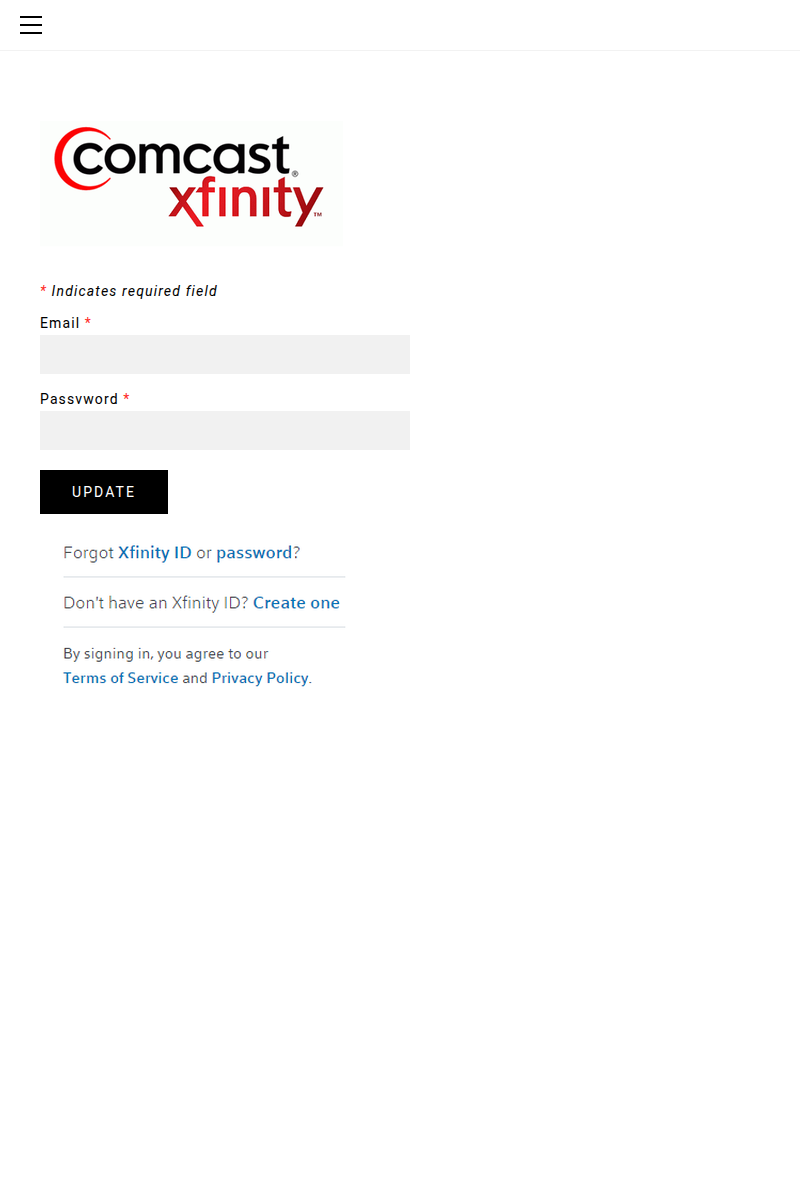 comcast®
xfinity™
* Indicates required field
Email *
Passvword *
UPDATE
Forgot Xfinity ID or password?
Don't have an Xfinity ID? Create one
By signing in, you agree to our
Terms of Service and Privacy Policy.